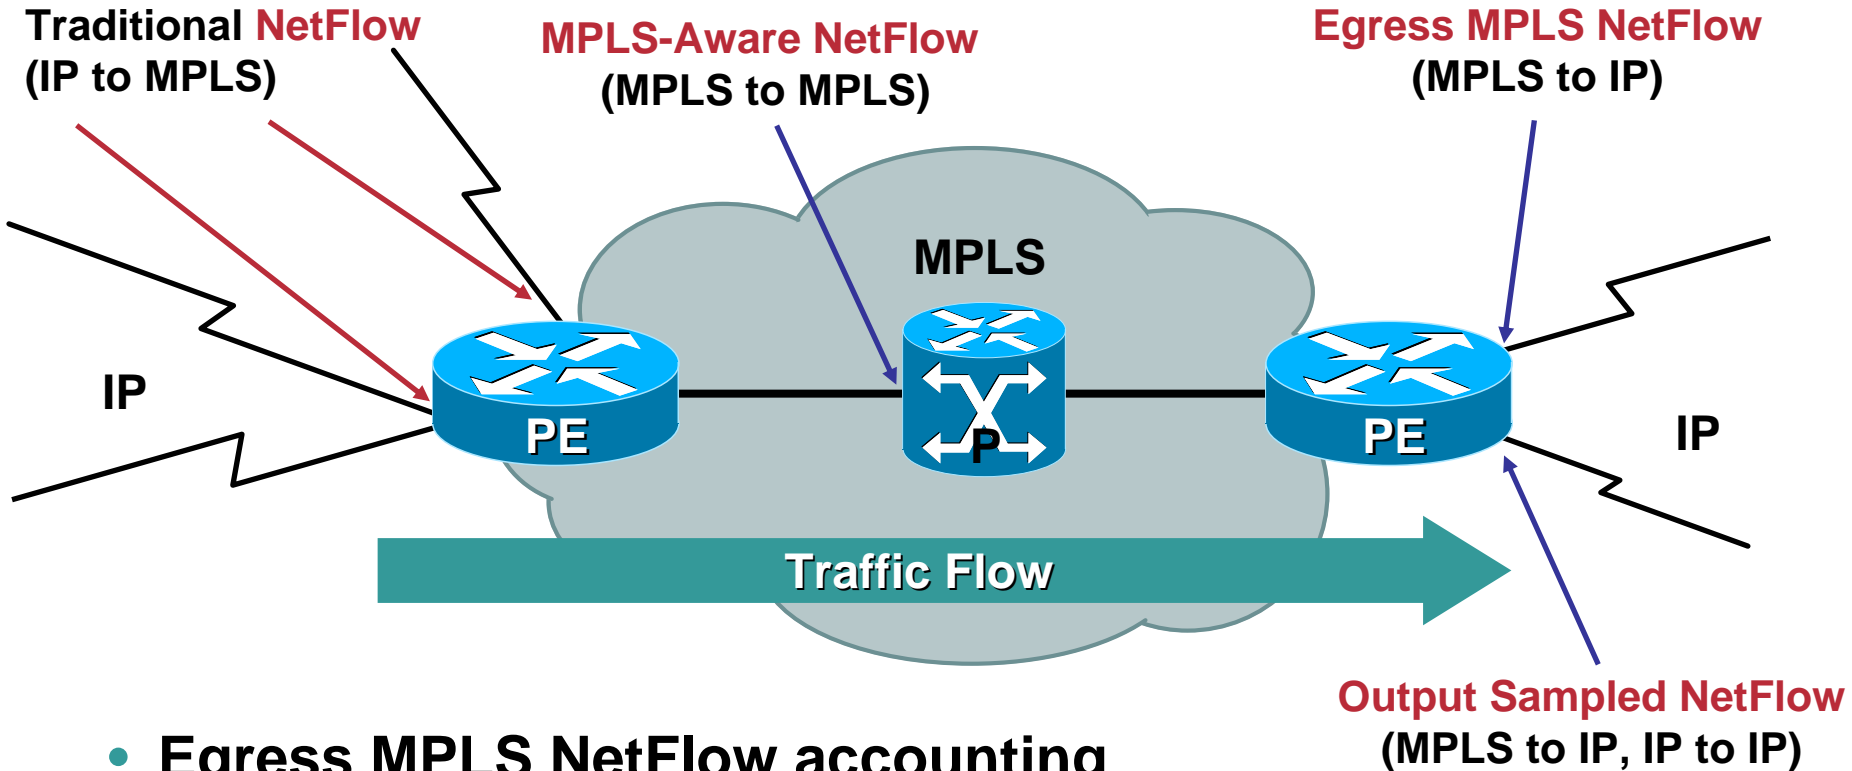 Traditional NetFlow
(IP to MPLS)
MPLS-Aware NetFlow
(MPLS to MPLS)
Egress MPLS NetFlow
(MPLS to IP)
MPLS
IP
PE
P
PE
IP
Traffic Flow
Output Sampled NetFlow
(MPLS to IP, IP to IP)
• Egress MPLS NetFlow accounting